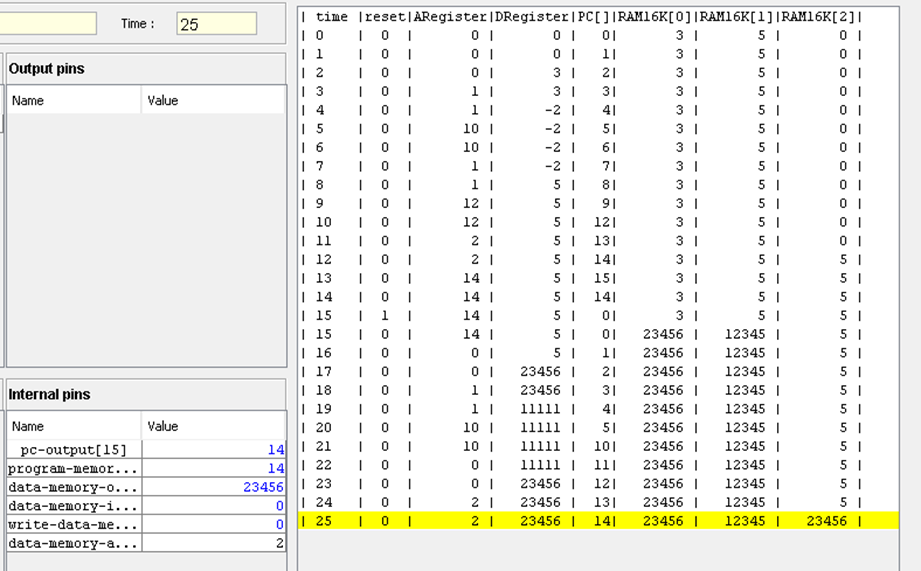 Time :
25
Output pins
Name Value
Internal pins
Name Value
pc-output[15] 14
program-memor... 14
data-memory-o... 23456
data-memory-i... 0
write-data-me... 0
data-memory-a... 2
| time |reset|ARegister|DRegister|PC[]|RAM16K[0]|RAM16K[1]|RAM16K[2]|
| 0 | 0 | 0 | 0 | 0| 3 | 5 | 0 |
| 1 | 0 | 0 | 0 | 1| 3 | 5 | 0 |
| 2 | 0 | 0 | 3 | 2| 3 | 5 | 0 |
| 3 | 0 | 1 | 3 | 3| 3 | 5 | 0 |
| 4 | 0 | 1 | -2 | 4| 3 | 5 | 0 |
| 5 | 0 | 10 | -2 | 5| 3 | 5 | 0 |
| 6 | 0 | 10 | -2 | 6| 3 | 5 | 0 |
| 7 | 0 | 1 | -2 | 7| 3 | 5 | 0 |
| 8 | 0 | 1 | 5 | 8| 3 | 5 | 0 |
| 9 | 0 | 12 | 5 | 9| 3 | 5 | 0 |
| 10 | 0 | 12 | 5 | 12| 3 | 5 | 0 |
| 11 | 0 | 2 | 5 | 13| 3 | 5 | 0 |
| 12 | 0 | 2 | 5 | 14| 3 | 5 | 5 |
| 13 | 0 | 14 | 5 | 15| 3 | 5 | 5 |
| 14 | 0 | 14 | 5 | 14| 3 | 5 | 5 |
| 15 | 1 | 14 | 5 | 0| 3 | 5 | 5 |
| 15 | 0 | 14 | 5 | 0| 23456 | 12345 | 5 |
| 16 | 0 | 0 | 5 | 1| 23456 | 12345 | 5 |
| 17 | 0 | 0 | 23456 | 2| 23456 | 12345 | 5 |
| 18 | 0 | 1 | 23456 | 3| 23456 | 12345 | 5 |
| 19 | 0 | 1 | 11111 | 4| 23456 | 12345 | 5 |
| 20 | 0 | 10 | 11111 | 5| 23456 | 12345 | 5 |
| 21 | 0 | 10 | 11111 | 10| 23456 | 12345 | 5 |
| 22 | 0 | 0 | 11111 | 11| 23456 | 12345 | 5 |
| 23 | 0 | 0 | 23456 | 12| 23456 | 12345 | 5 |
| 24 | 0 | 2 | 23456 | 13| 23456 | 12345 | 5 |
| 25 | 0 | 2 | 23456 | 14| 23456 | 12345 | 23456 |